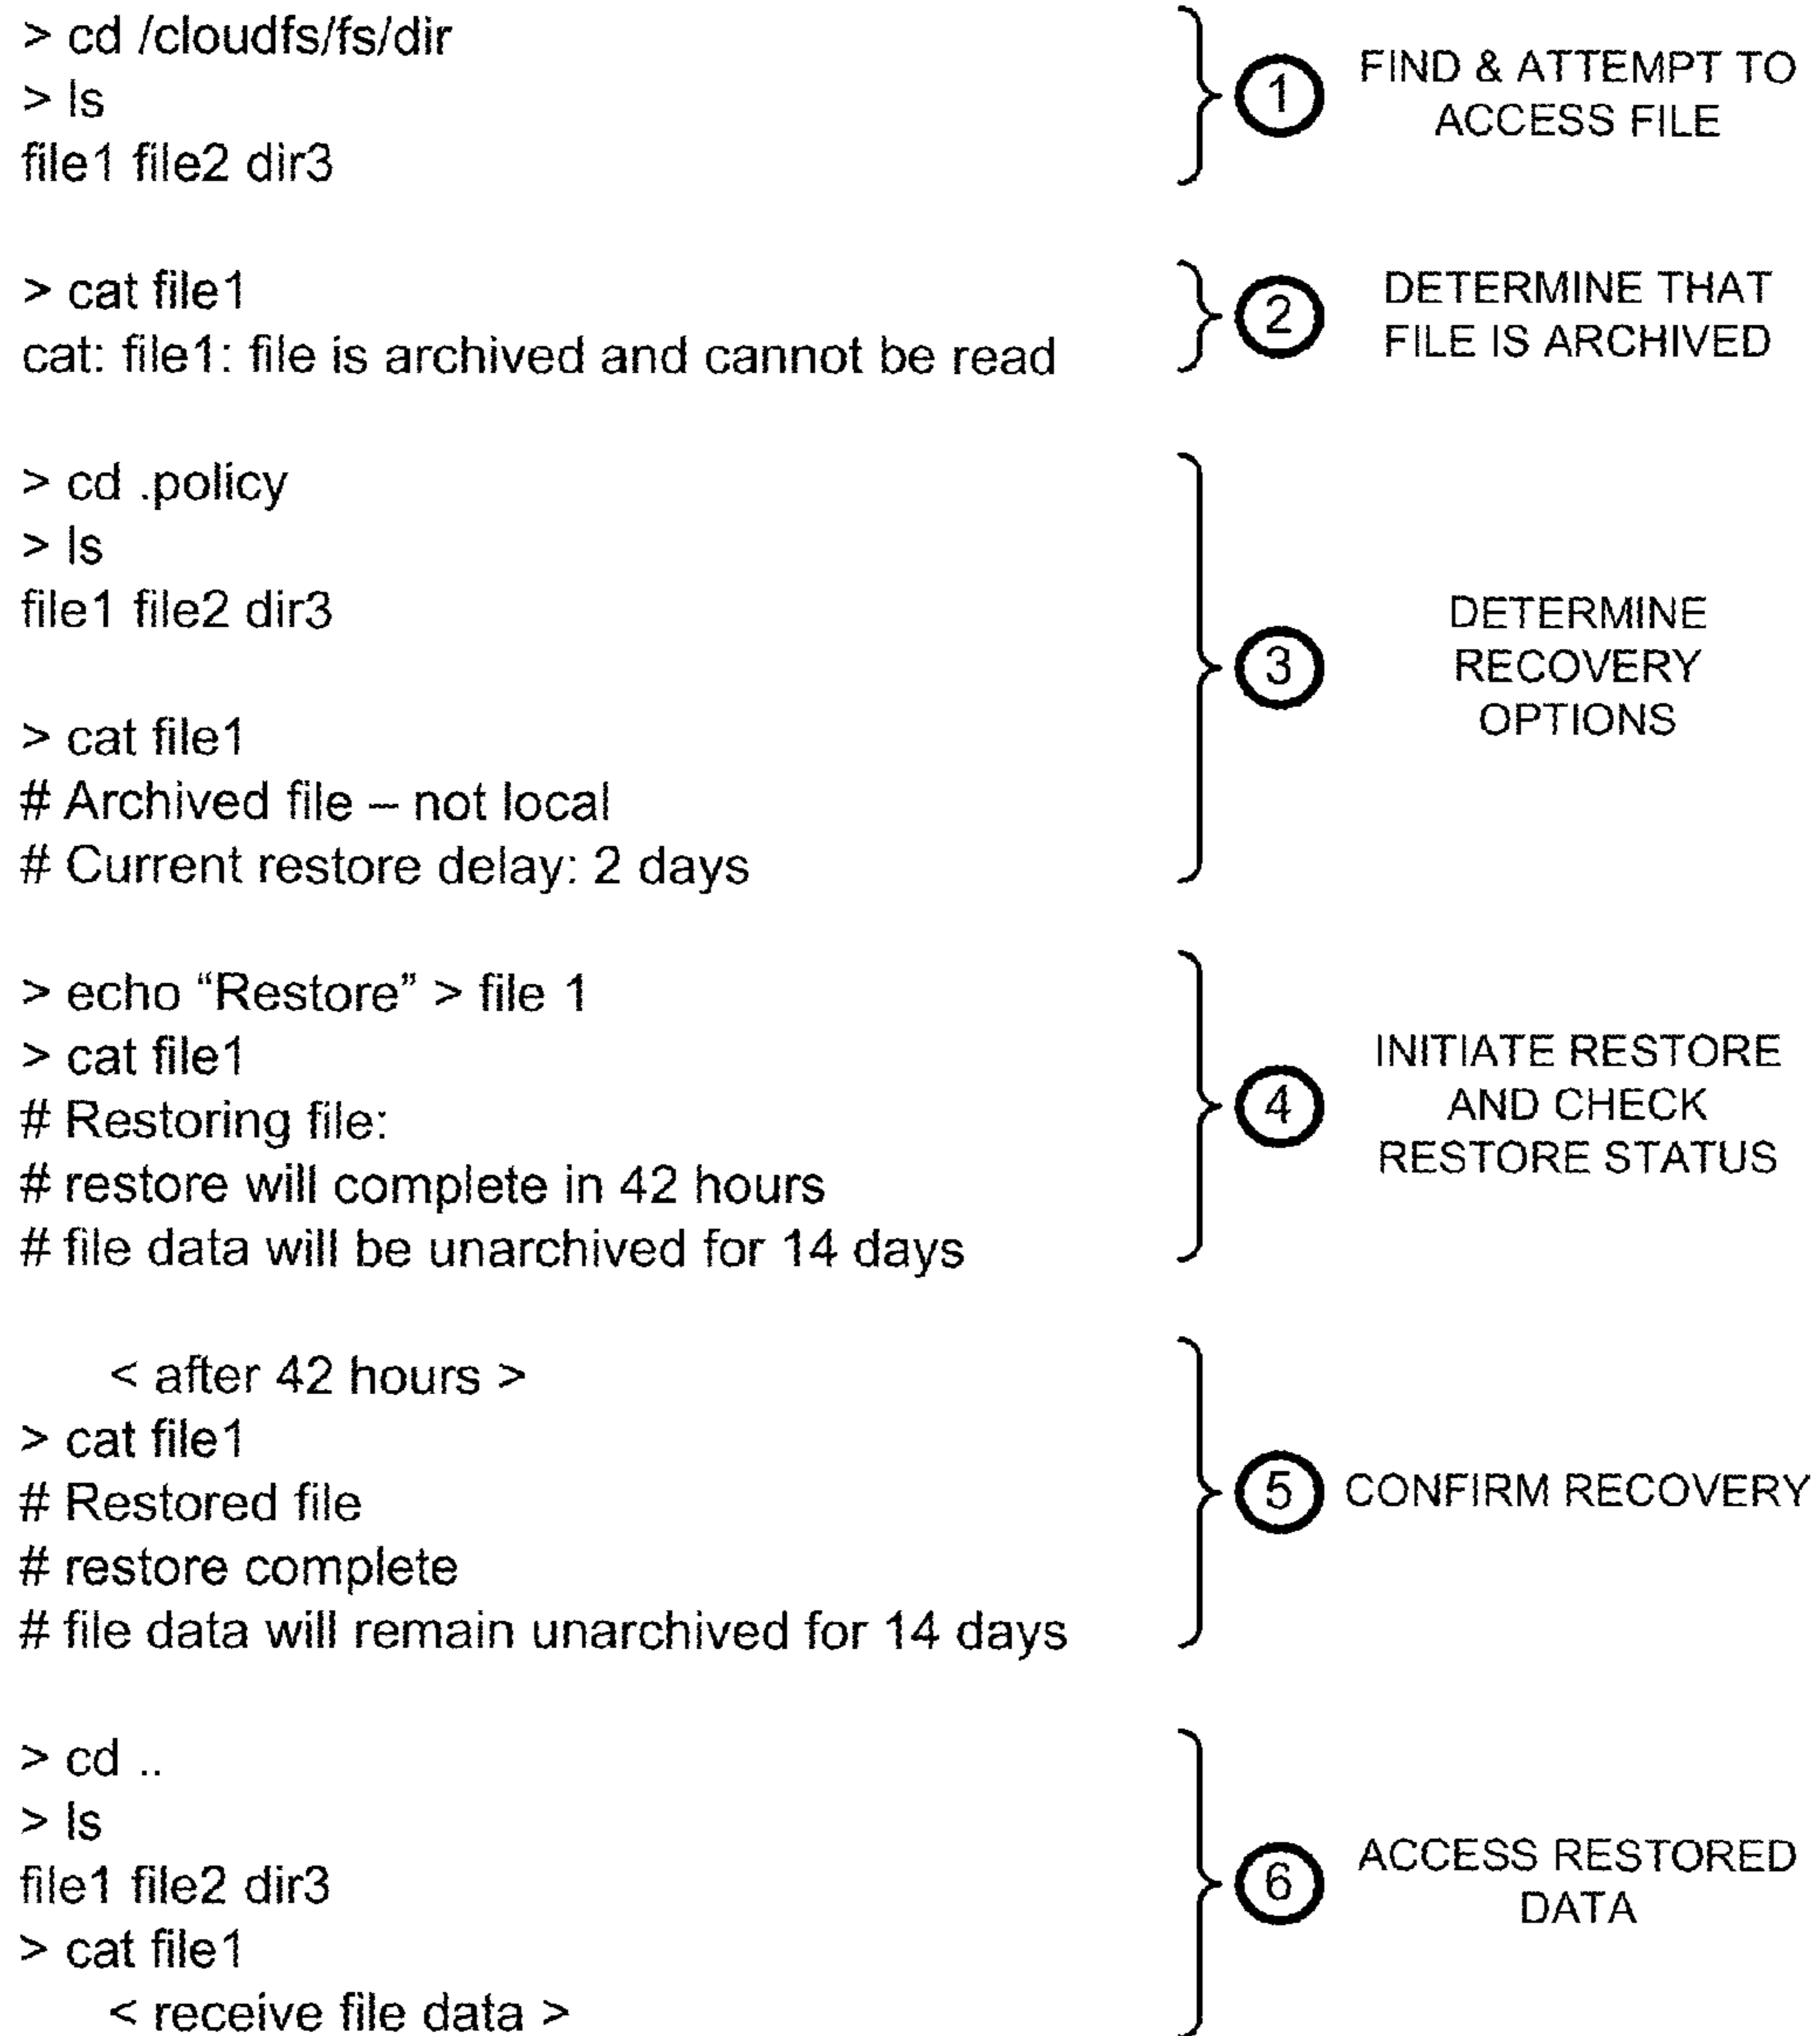 > cd /cloudfs/fs/dir
> ls
file1 file2 dir3
1
FIND & ATTEMPT TO
ACCESS FILE
> cat file1
cat: file1: file is archived and cannot be read
2
DETERMINE THAT
FILE IS ARCHIVED
> cd .policy
> ls
file1 file2 dir3
> cat file1
# Archived file – not local
# Current restore delay: 2 days
3
DETERMINE
RECOVERY
OPTIONS
> echo “Restore” > file 1
> cat file1
# Restoring file:
# restore will complete in 42 hours
# file data will be unarchived for 14 days
4
INITIATE RESTORE
AND CHECK
RESTORE STATUS
< after 42 hours >
> cat file1
# Restored file
# restore complete
# file data will remain unarchived for 14 days
5
CONFIRM RECOVERY
> cd ..
> ls
file1 file2 dir3
> cat file1
< receive file data >
6
ACCESS RESTORED
DATA